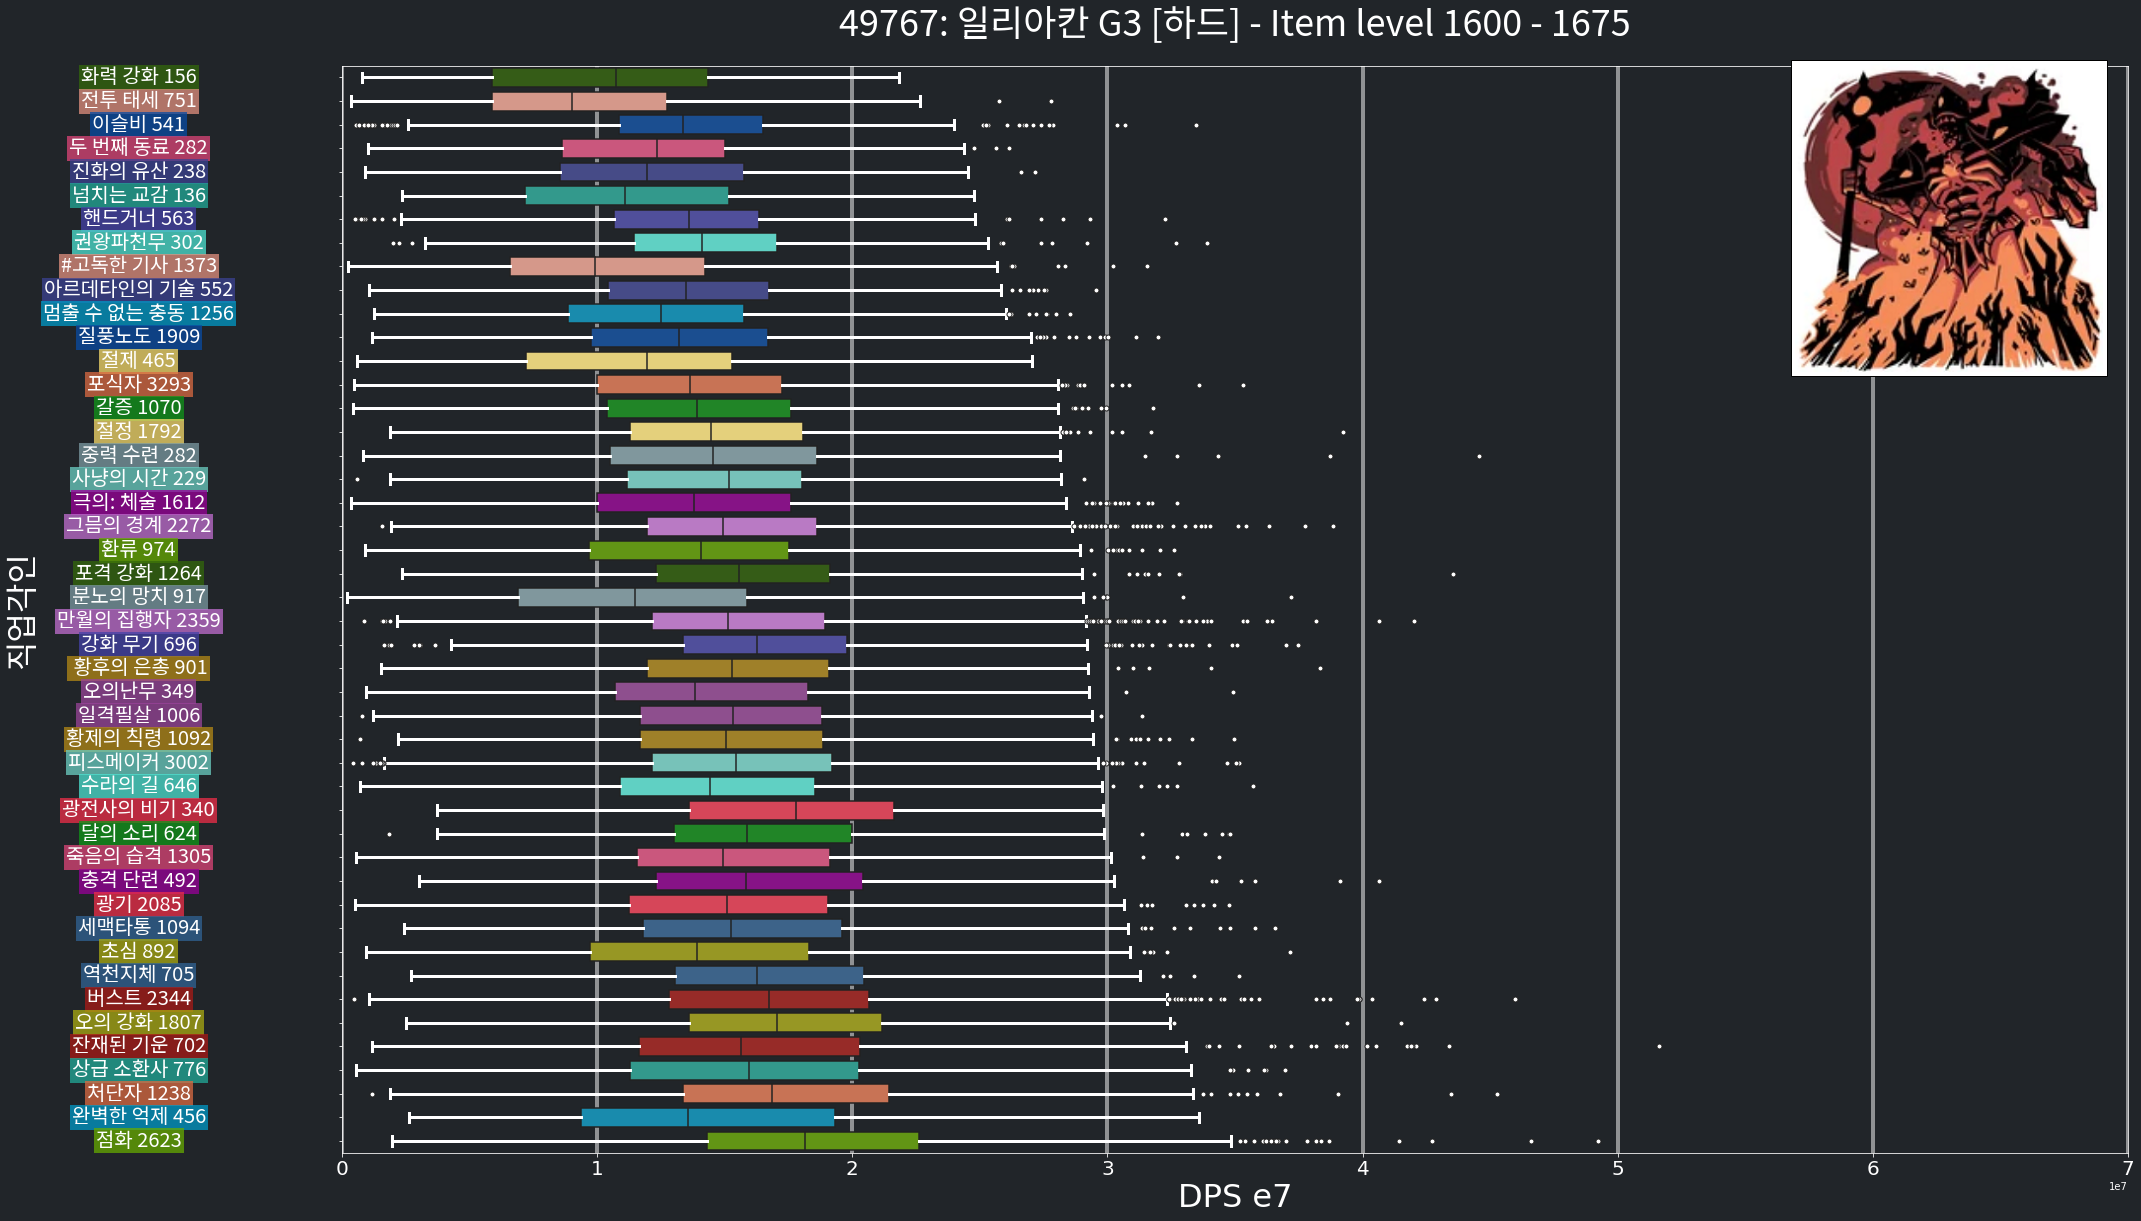 49767: 일리아칸 G3 [하드] - Item level 1600 - 1675
직업각인
화력 강화 156
전투 태세 751
이슬비 541
두 번째 동료 282
진화의 유산 238
넘치는 교감 136
핸드거너 563
권왕파천무 302
#고독한 기사 1373
아르데타인의 기술 552
멈출 수 없는 충동 1256
질풍노도 1909
절제 465
포식자 3293
갈증 1070
절정 1792
중력 수련 282
사냥의 시간 229
극의: 체술 1612
그믐의 경계 2272
환류 974
포격 강화 1264
분노의 망치 917
만월의 집행자 2359
강화 무기 696
황후의 은총 901
오의난무 349
일격필살 1006
황제의 칙령 1092
피스메이커 3002
수라의 길 646
광전사의 비기 340
달의 소리 624
죽음의 습격 1305
충격 단련 492
광기 2085
세맥타통 1094
초심 892
역천지체 705
버스트 2344
오의 강화 1807
잔재된 기운 702
상급 소환사 776
처단자 1238
완벽한 억제 456
점화 2623
0 1 2 3 4 5 6 7
DPS e7
1e7